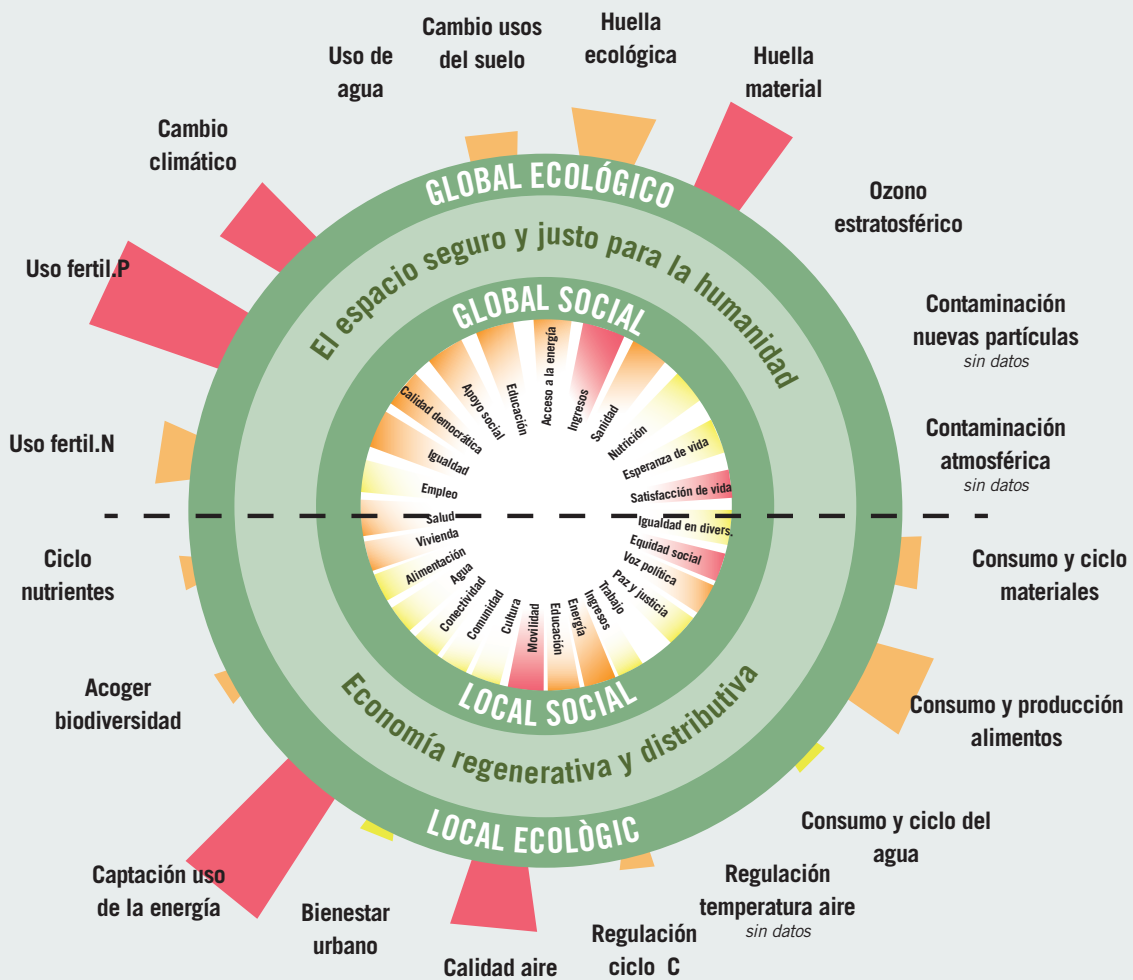 Cambio usos
del suelo
Huella
ecológica
Uso de
agua
Huella
material
Cambio
climático
Ozono
estratosférico
Uso fertil.P
Contaminación
nuevas partículas
sin datos
Uso fertil.N
Contaminación
atmosférica
sin datos
GLOBAL ECOLÓGICO
El espacio seguro y justo para la humanidad
GLOBAL SOCIAL
Empleo
Igualdad
Calidad democrática
Apoyo social
Educación
Acceso a la energía
Ingresos
Sanidad
Nutrición
Esperanza de vida
Satisfacción de vida
Igualdad en divers.
Equidad social
Voz política
Paz y justicia
Trabajo
Ingresos
Energía
Educación
Movilidad
Cultura
Comunidad
Conectividad
Agua
Alimentación
Vivienda
Salud
LOCAL SOCIAL
Economía regenerativa y distributiva
LOCAL ECOLÒGIC
Ciclo
nutrientes
Consumo y ciclo
materiales
Acoger
biodiversidad
Consumo y producción
alimentos
Consumo y ciclo del
agua
Captación uso
de la energía
Bienestar
urbano
Calidad aire
Regulación
ciclo C
Regulación
temperatura aire
sin datos